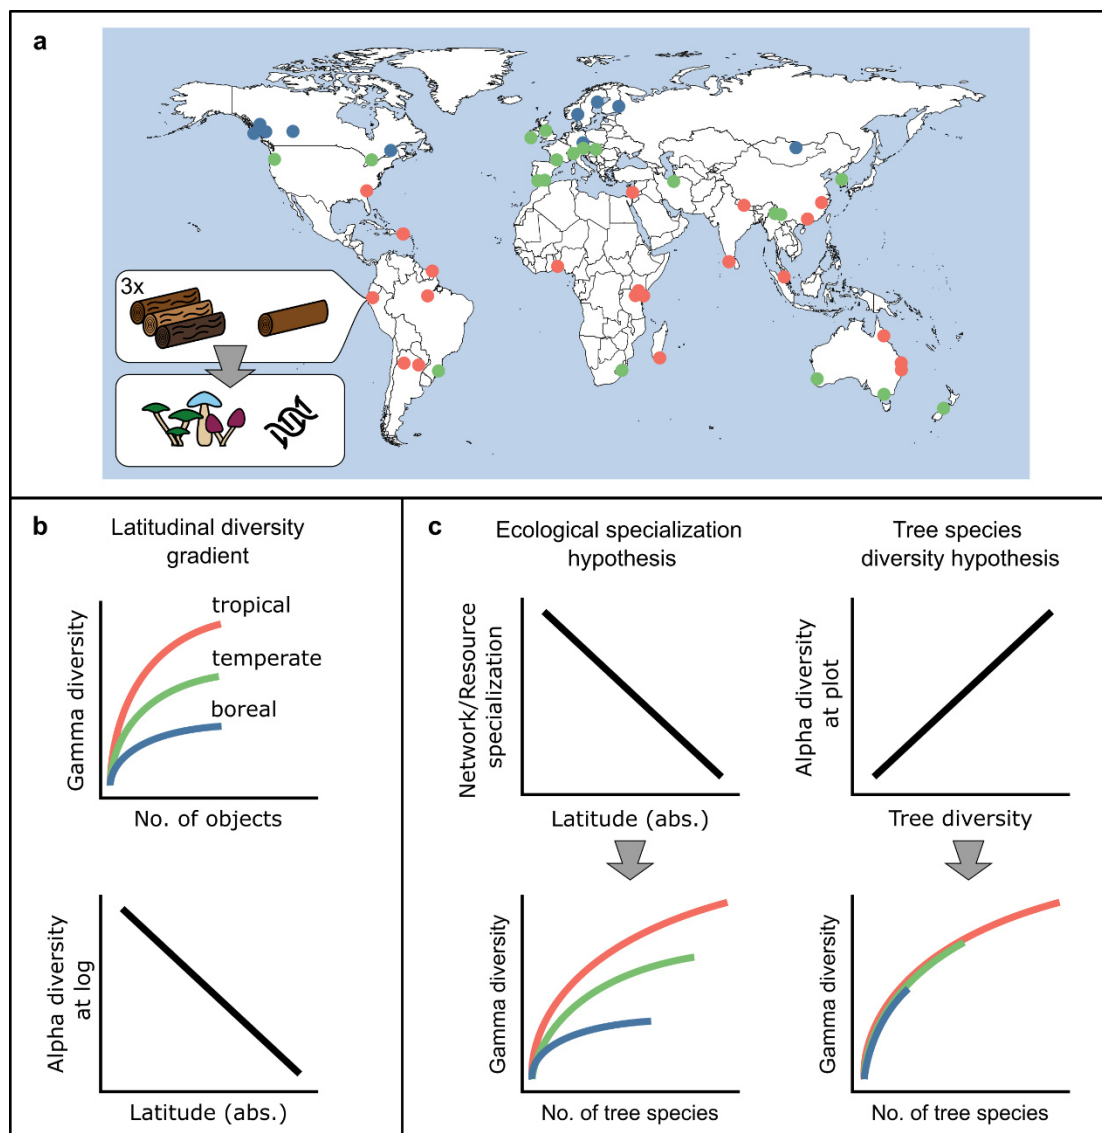 a
3x
b
Latitudinal diversity
gradient
Gamma diversity
tropical
temperate
boreal
No. of objects
Alpha diversity
at log
Latitude (abs.)
c
Ecological specialization
hypothesis
Network/Resource
specialization
Latitude (abs.)
Gamma diversity
No. of tree species
Tree species
diversity hypothesis
Alpha diversity
at plot
Tree diversity
Gamma diversity
No. of tree species